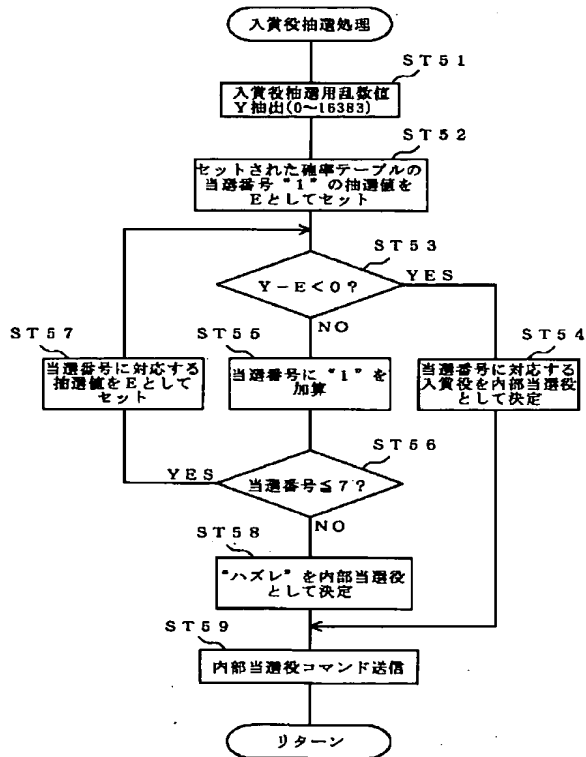 入賞役抽選処理
ST51
入賞役抽選用乱数値
Y抽出(0~16383)
ST52
セットされた確率テーブルの
当選番号“1”の抽選値を
Eとしてセット
ST53
Y-E<0?
YES
NO
ST57
当選番号に対応する
抽選値をEとして
セット
ST55
当選番号に“1”を
加算
ST54
当選番号に対応する
入賞役を内部当選役
として決定
ST56
当選番号≦7?
YES
NO
ST58
“ハズレ”を内部当選役
として決定
ST59
内部当選役コマンド送信
リターン